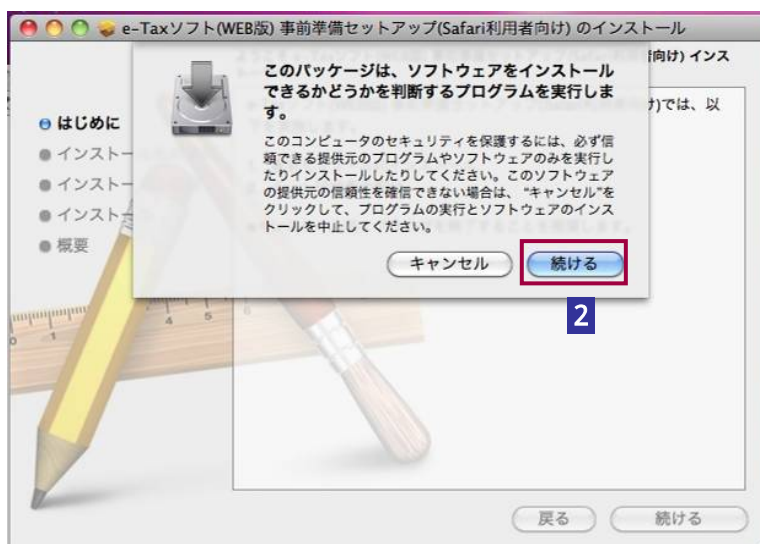 e-Taxソフト(WEB版) 事前準備セットアップ(Safari利用者向け) のインストール
このパッケージは、ソフトウェアをインストール
できるかどうかを判断するプログラムを実行しま
す。
このコンピュータのセキュリティを保護するには、必ず信
頼できる提供元のプログラムやソフトウェアのみを実行し
たりインストールしたりしてください。このソフトウェア
の提供元の信頼性を確信できない場合は、 “キャンセル”を
クリックして、プログラムの実行とソフトウェアのインス
トールを中止してください。
キャンセル
続ける
2
向け) インス
け)では、以
はじめに
インストー
インストー
インストー
概要
0 1 4 5 6
戻る
続ける